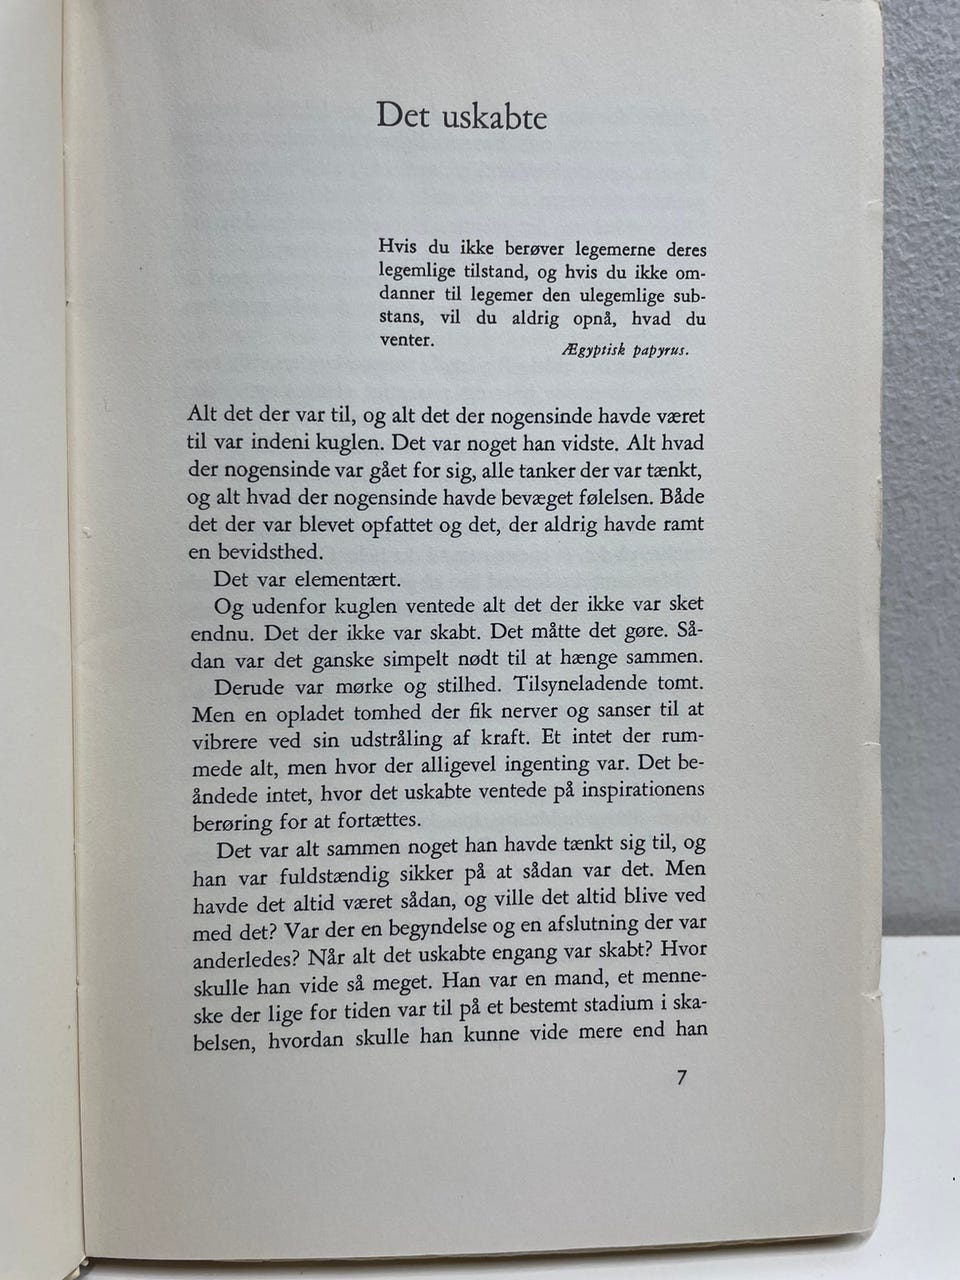 Det uskabte
Hvis du ikke berøver legemerne deres
legemlige tilstand, og hvis du ikke om-
danner til legemer den ulegemlige sub-
stans, vil du aldrig opnå, hvad du
venter.
Ægyptisk papyrus.
Alt det der var til, og alt det der nogensinde havde været
til var indeni kuglen. Det var noget han vidste. Alt hvad
der nogensinde var gået for sig, alle tanker der var tænkt,
og alt hvad der nogensinde havde bevæget følelsen. Både
det der var blevet opfattet og det, der aldrig havde ramt
en bevidsthed.
Det var elementært.
Og udenfor kuglen ventede alt det der ikke var sket
endnu. Det der ikke var skabt. Det måtte det gøre. Så-
dan var det ganske simpelt nødt til at hænge sammen.
Derude var mørke og stilhed. Tilsyneladende tomt.
Men en opladet tomhed der fik nerver og sanser til at
vibrere ved sin udstråling af kraft. Et intet der rum-
mede alt, men hvor der alligevel ingenting var. Det be-
åndede intet, hvor det uskabte ventede på inspirationens
berøring for at fortættes.
Det var alt sammen noget han havde tænkt sig til, og
han var fuldstændig sikker på at sådan var det. Men
havde det altid været sådan, og ville det altid blive ved
med det? Var der en begyndelse og en afslutning der var
anderledes? Når alt det uskabte engang var skabt? Hvor
skulle han vide så meget. Han var en mand, et menne-
ske der lige for tiden var til på et bestemt stadium i ska-
belsen, hvordan skulle han kunne vide mere end han
7